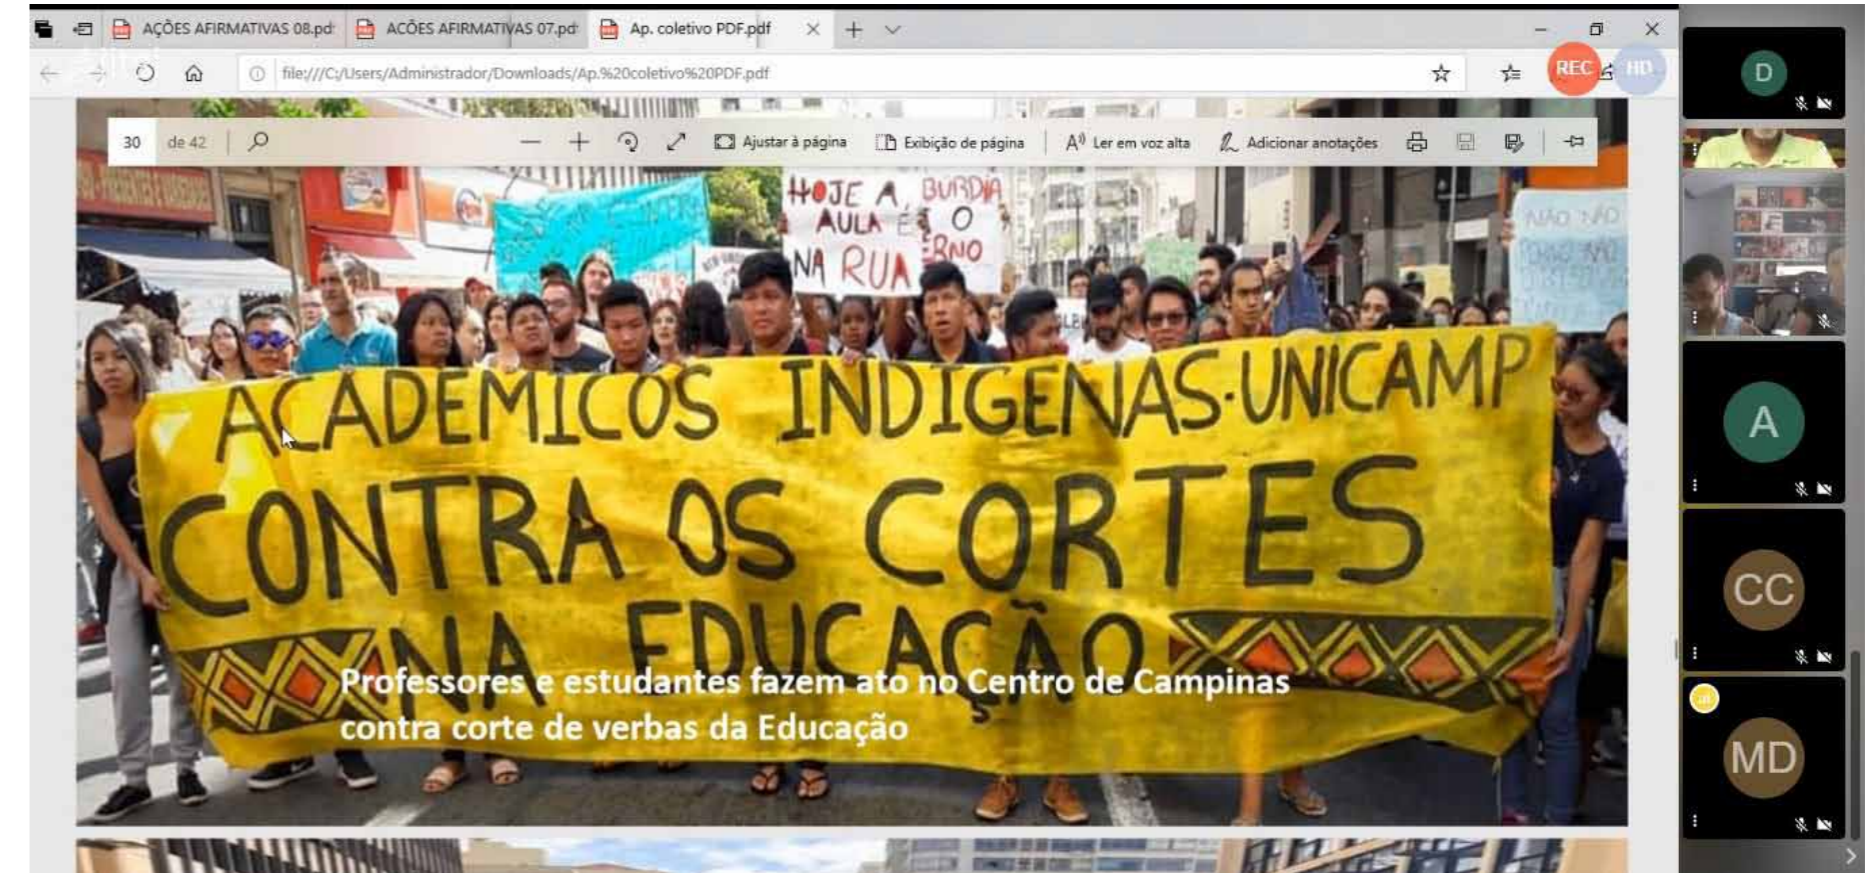 AÇÕES AFIRMATIVAS 08.pd
ACÕES AFIRMATIVAS 07.pd
Ap. coletivo PDF.pdf
REC
HD
file:///C:/Users/Administrador/Downloads/Ap.%20coletivo%20PDF.pdf
30 de 42
Ajustar à página
Exibição de página
Ler em voz alta
Adicionar anotações
HOJE A
AULA É
NA RUA
NÃO NÃO
ACADEMICOS INDIGENAS-UNICAMP
CONTRA OS CORTES
NA EDUCAÇÃO
Professores e estudantes fazem ato no Centro de Campinas
contra corte de verbas da Educação
D
A
CC
MD